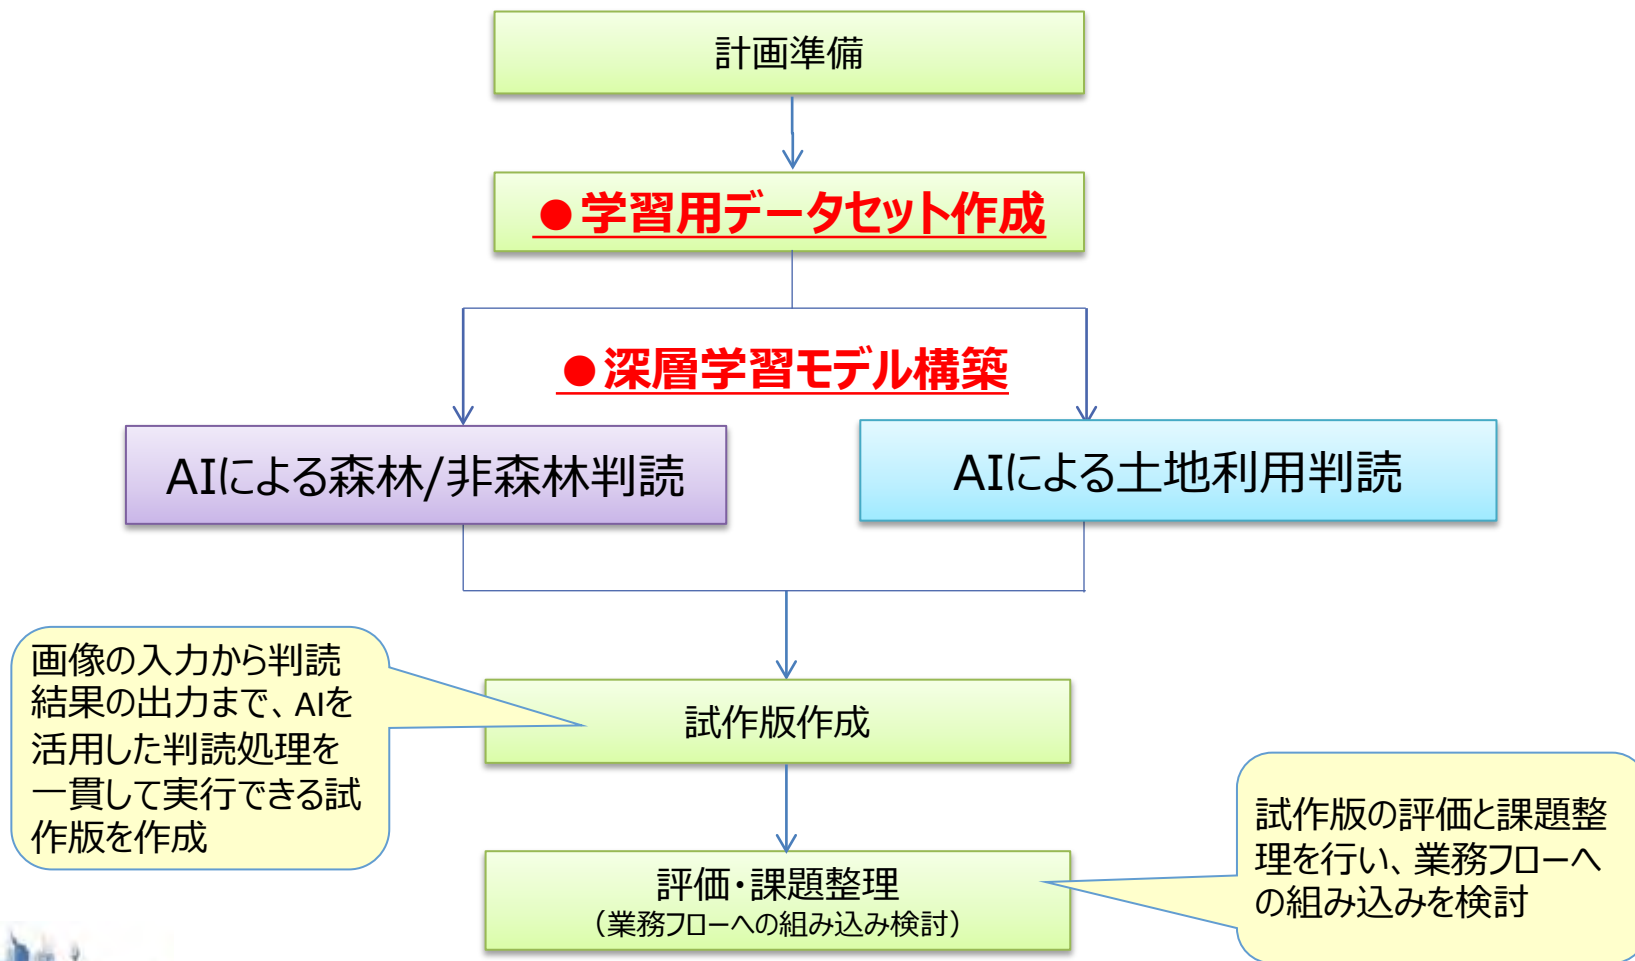 計画準備
●学習用データセット作成
●深層学習モデル構築
AIによる森林/非森林判読
AIによる土地利用判読
画像の入力から判読
結果の出力まで、AIを
活用した判読処理を
一貫して実行できる試
作版を作成
試作版作成
試作版の評価と課題整
理を行い、業務フローへ
の組み込みを検討
評価・課題整理
（業務フローへの組み込み検討）